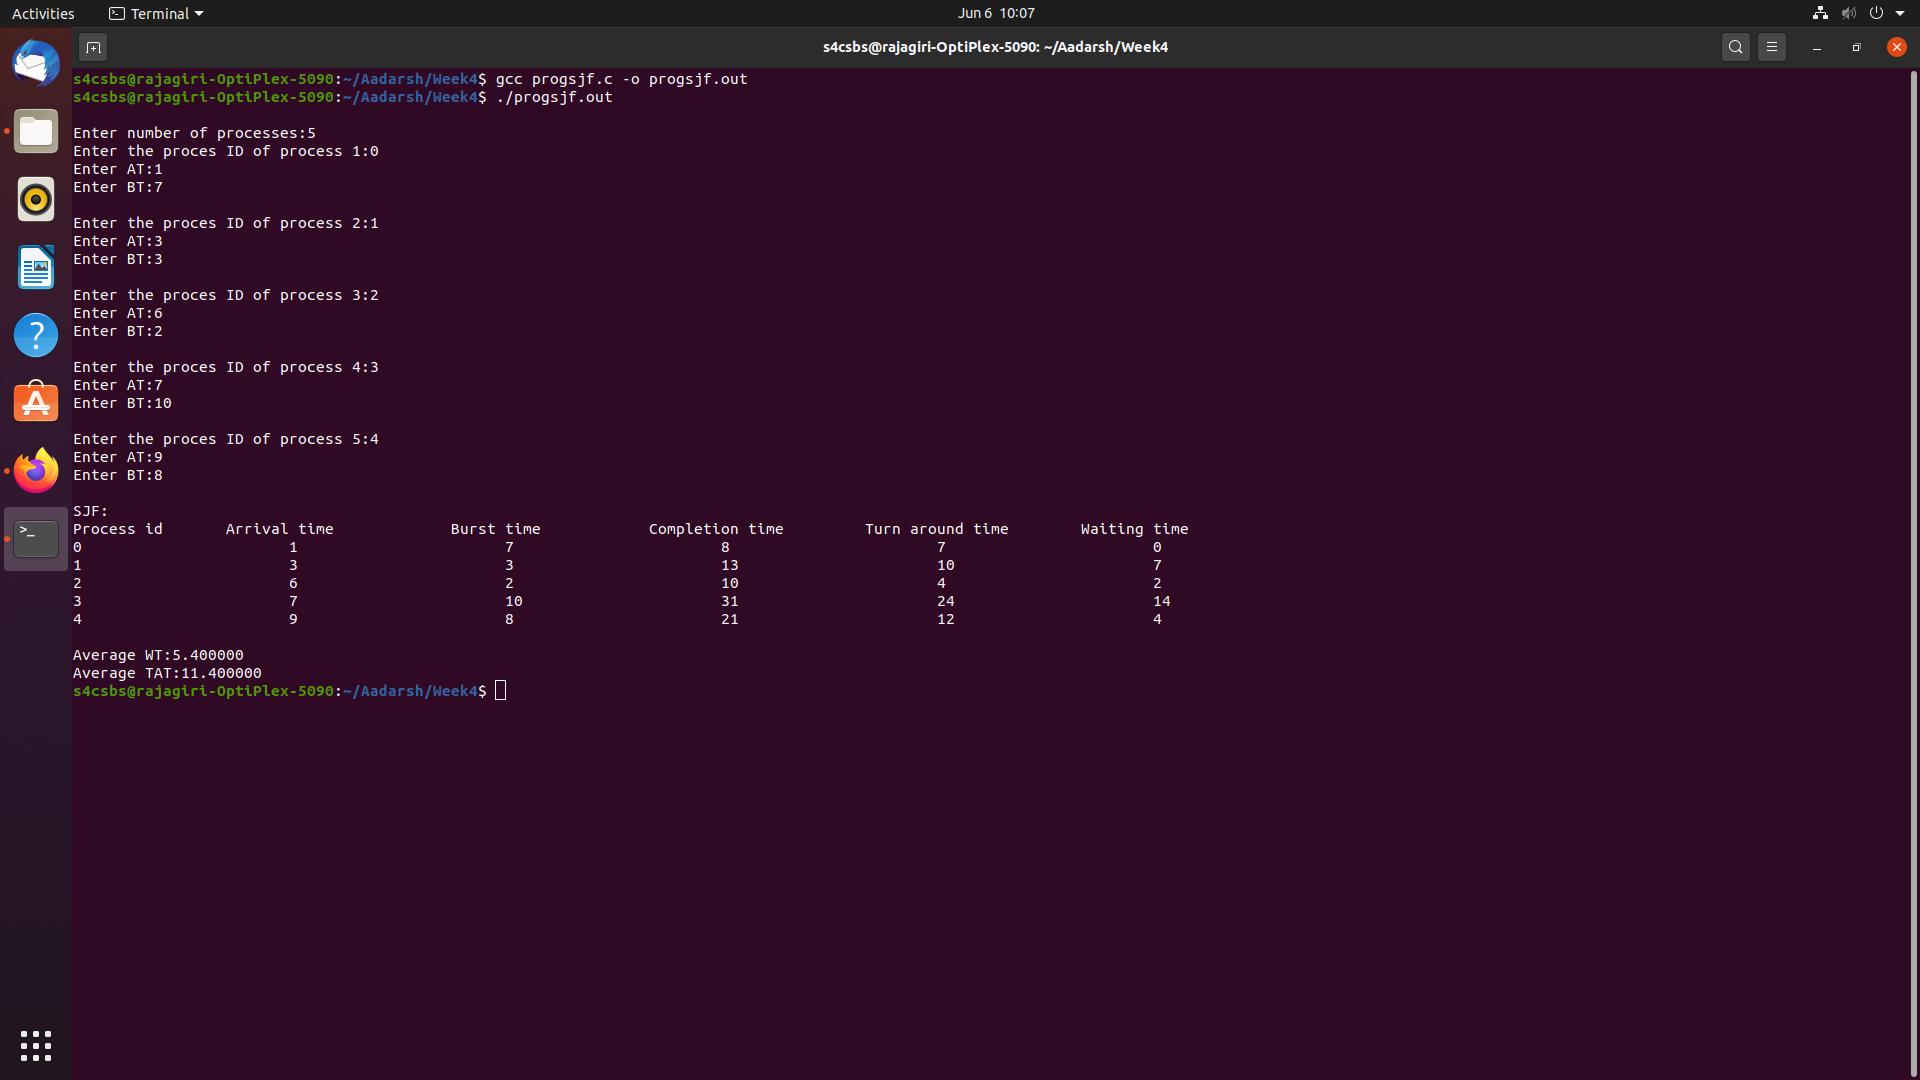 Activities Terminal Jun 6 10:07
s4csbs@rajagiri-OptiPlex-5090: ~/Aadarsh/Week4
s4csbs@rajagiri-OptiPlex-5090:~/Aadarsh/Week4$ gcc progsjf.c -o progsjf.out
s4csbs@rajagiri-OptiPlex-5090:~/Aadarsh/Week4$ ./progsjf.out
Enter number of processes:5
Enter the proces ID of process 1:0
Enter AT:1
Enter BT:7
Enter the proces ID of process 2:1
Enter AT:3
Enter BT:3
Enter the proces ID of process 3:2
Enter AT:6
Enter BT:2
Enter the proces ID of process 4:3
Enter AT:7
Enter BT:10
Enter the proces ID of process 5:4
Enter AT:9
Enter BT:8
SJF:
Process id Arrival time Burst time Completion time Turn around time Waiting time
0 1 7 8 7 0
1 3 3 13 10 7
2 6 2 10 4 2
3 7 10 31 24 14
4 9 8 21 12 4
Average WT:5.400000
Average TAT:11.400000
s4csbs@rajagiri-OptiPlex-5090:~/Aadarsh/Week4$